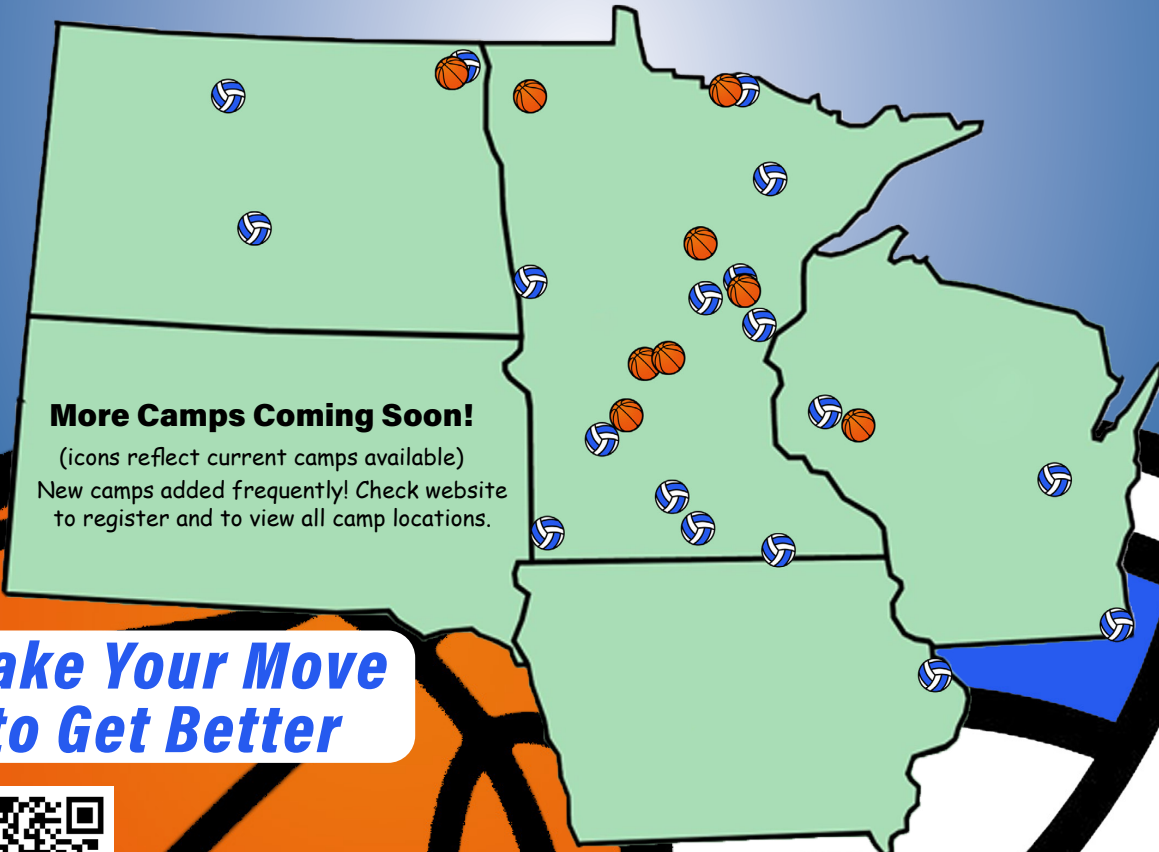 More Camps Coming Soon!
(icons reflect current camps available)
New camps added frequently! Check website
to register and to view all camp locations.
ake Your Move
to Get Better